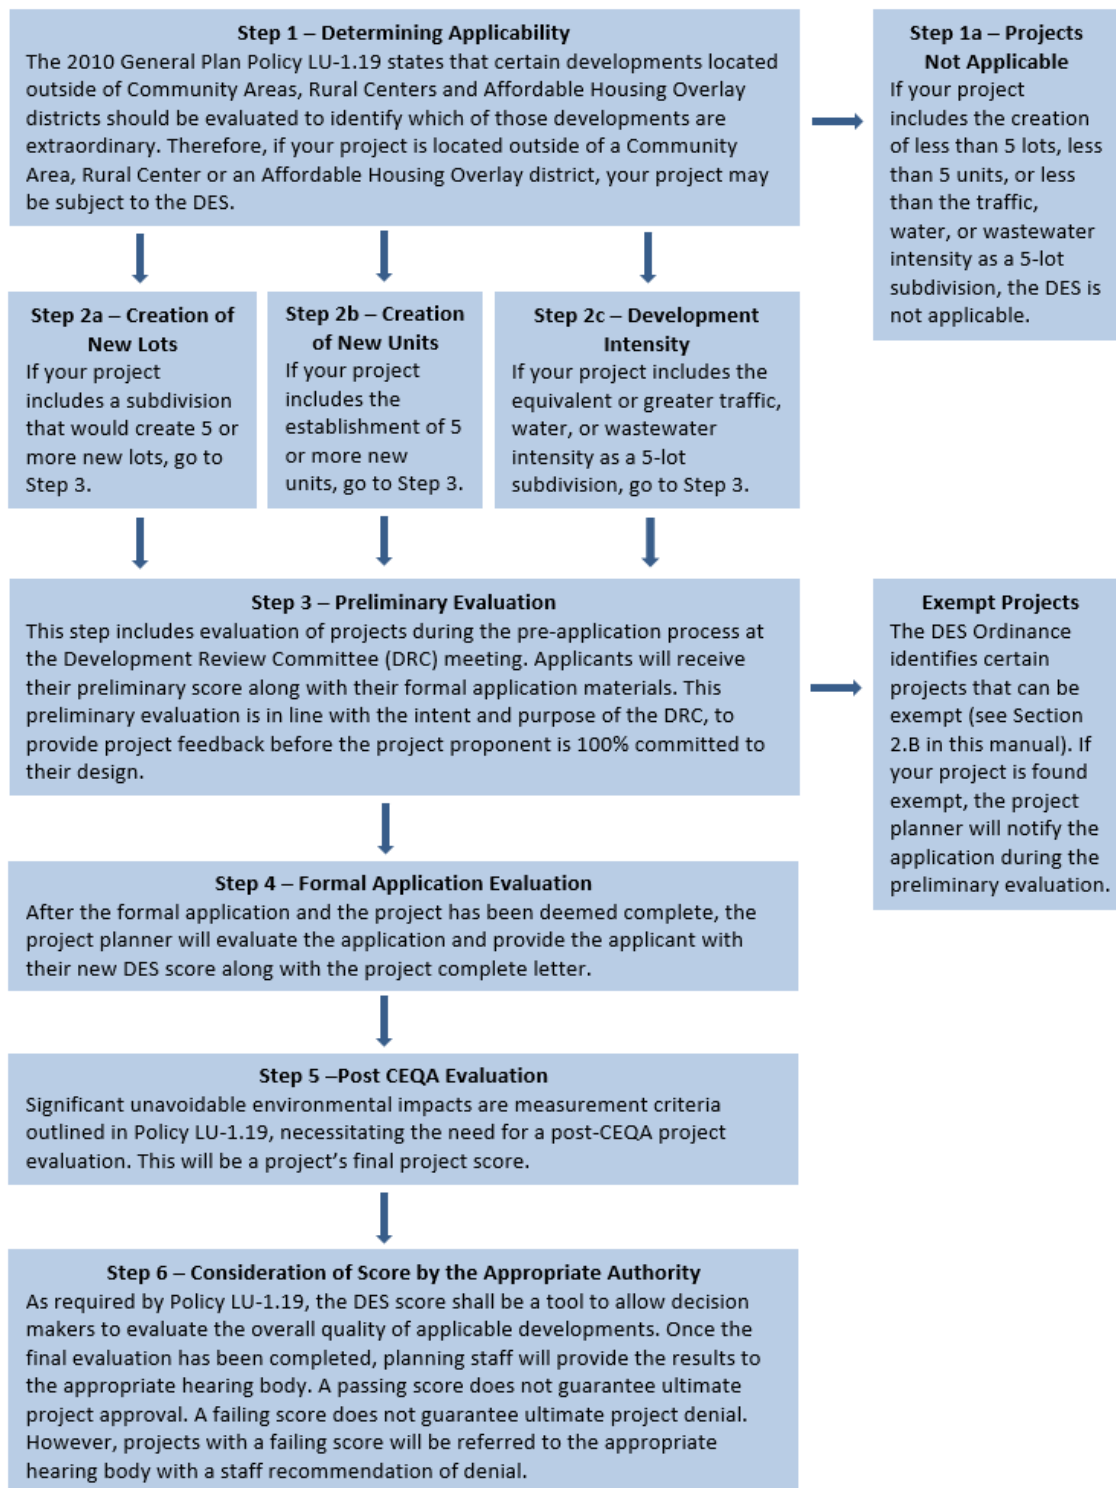 Step 1 – Determining Applicability
The 2010 General Plan Policy LU-1.19 states that certain developments located
outside of Community Areas, Rural Centers and Affordable Housing Overlay
districts should be evaluated to identify which of those developments are
extraordinary. Therefore, if your project is located outside of a Community
Area, Rural Center or an Affordable Housing Overlay district, your project may
be subject to the DES.
Step 1a – Projects
Not Applicable
If your project
includes the creation
of less than 5 lots, less
than 5 units, or less
than the traffic,
water, or wastewater
intensity as a 5-lot
subdivision, the DES is
not applicable.
Step 2a – Creation of
New Lots
If your project
includes a subdivision
that would create 5 or
more new lots, go to
Step 3.
Step 2b – Creation
of New Units
If your project
includes the
establishment of 5
or more new
units, go to Step 3.
Step 2c – Development
Intensity
If your project includes the
equivalent or greater traffic,
water, or wastewater
intensity as a 5-lot
subdivision, go to Step 3.
Step 3 – Preliminary Evaluation
This step includes evaluation of projects during the pre-application process at
the Development Review Committee (DRC) meeting. Applicants will receive
their preliminary score along with their formal application materials. This
preliminary evaluation is in line with the intent and purpose of the DRC, to
provide project feedback before the project proponent is 100% committed to
their design.
Exempt Projects
The DES Ordinance
identifies certain
projects that can be
exempt (see Section
2.B in this manual). If
your project is found
exempt, the project
planner will notify the
application during the
preliminary evaluation.
Step 4 – Formal Application Evaluation
After the formal application and the project has been deemed complete, the
project planner will evaluate the application and provide the applicant with
their new DES score along with the project complete letter.
Step 5 –Post CEQA Evaluation
Significant unavoidable environmental impacts are measurement criteria
outlined in Policy LU-1.19, necessitating the need for a post-CEQA project
evaluation. This will be a project’s final project score.
Step 6 – Consideration of Score by the Appropriate Authority
As required by Policy LU-1.19, the DES score shall be a tool to allow decision
makers to evaluate the overall quality of applicable developments. Once the
final evaluation has been completed, planning staff will provide the results to
the appropriate hearing body. A passing score does not guarantee ultimate
project approval. A failing score does not guarantee ultimate project denial.
However, projects with a failing score will be referred to the appropriate
hearing body with a staff recommendation of denial.